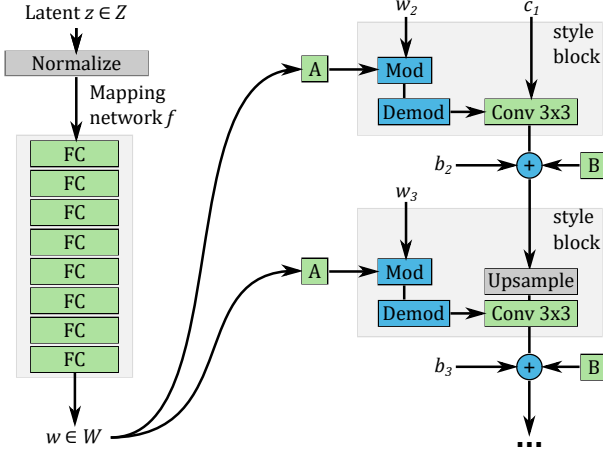 Latent z ∈ Z
Normalize
Mapping
network f
FC
FC
FC
FC
FC
FC
FC
FC
w ∈ W
A
w₂
c₁
style
block
Mod
Demod
Conv 3x3
b₂
+
B
A
w₃
style
block
Mod
Upsample
Demod
Conv 3x3
b₃
+
B
...